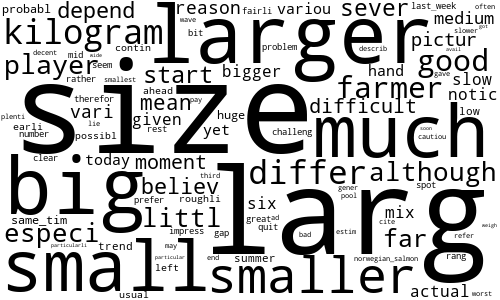 probabl depend reason variou sever last_week often
wave fairli slower got
kilogram larger medium
decent mid contin bit problem describ pictur gave
player seem start bigger hand good avail
rather smallest pay slow
therefor ahead farmer notic
plenti lie vari mean huge difficult low
earli rest given yet
number possibl size much challeng soon cautiou
clear today moment differ although
third gener spot
big believ prefer larg pool
same_tim roughli littl six mix cite
especi impress great ad far refer weigh
trend gap quit bad estim rang
particularli may particular end summer norwegian_salmon
small left smaller actual worst
usual
wide